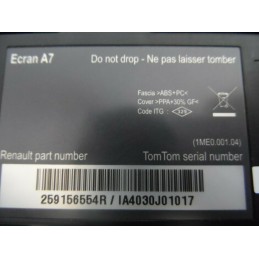 Ecran A7
Do not drop - Ne pas laisser tomber
Fascia >ABS+PC<
Cover >PPA+30% GF<
Code ITG :
(1ME0.001.04)
Renault part number
TomTom serial number
259156554R / IA4030J01017